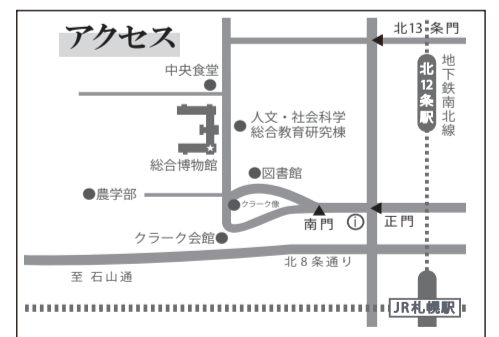 アクセス
北13条門
地下鉄南北線
北12条駅
中央食堂
人文・社会科学
総合教育研究棟
総合博物館
図書館
農学部
クラーク像
南門
i
正門
クラーク会館
北8条通り
至 石山通
JR札幌駅